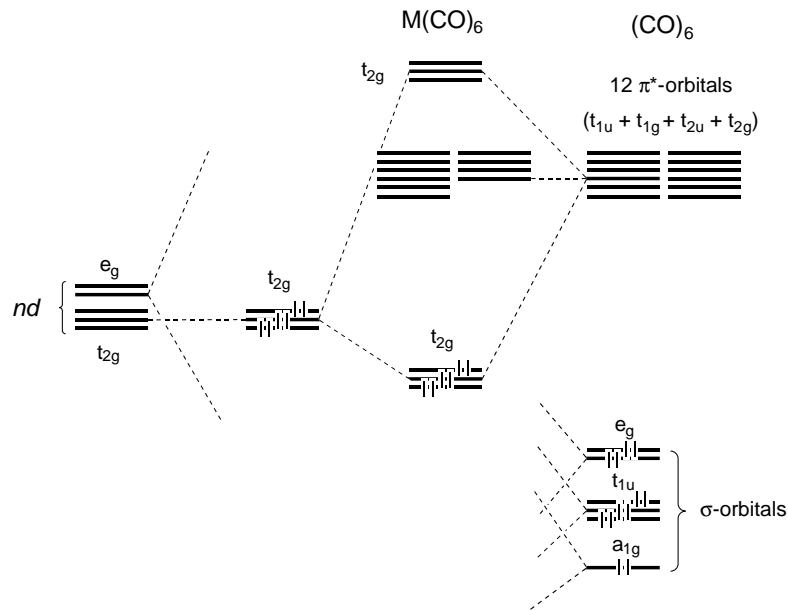 M(CO)₆ (CO)₆
t₂g
12 π*-orbitals
(t₁ᵤ + t₁g + t₂ᵤ + t₂g)
eg
t₂g
nd
t₂g
t₂g
eg
t₁ᵤ
σ-orbitals
a₁g